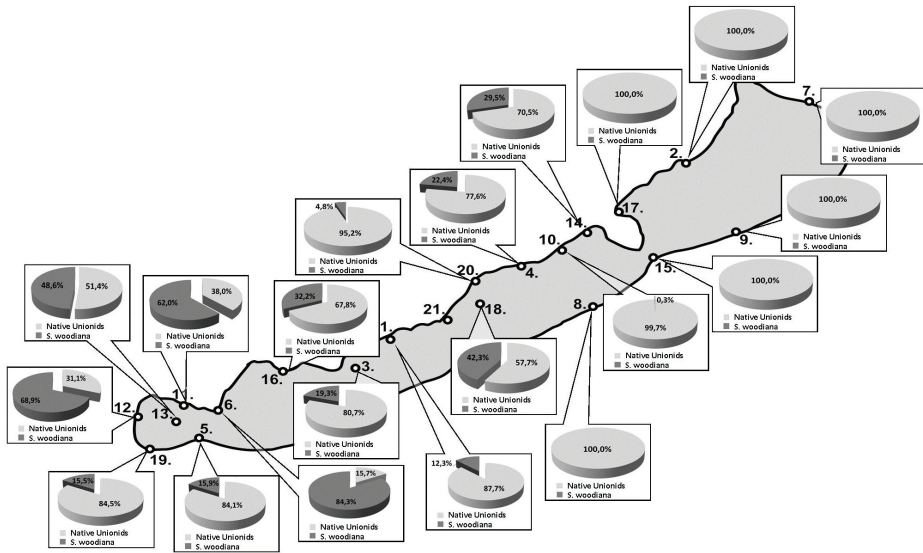 100,0%
Native Unionids
S. woodiana
7.
100,0%
Native Unionids
S. woodiana
100,0%
Native Unionids
S. woodiana
29,5%
70,5%
Native Unionids
S. woodiana
2.
22,4%
77,6%
Native Unionids
S. woodiana
100,0%
Native Unionids
S. woodiana
4,8%
95,2%
Native Unionids
S. woodiana
17.
14.
10.
9.
15.
4.
20.
100,0%
Native Unionids
S. woodiana
48,6%
51,4%
Native Unionids
S. woodiana
62,0%
38,0%
Native Unionids
S. woodiana
32,2%
67,8%
Native Unionids
S. woodiana
21.
18.
8.
0,3%
99,7%
Native Unionids
S. woodiana
1.
42,3%
57,7%
Native Unionids
S. woodiana
31,1%
68,9%
Native Unionids
S. woodiana
16.
3.
19,3%
80,7%
Native Unionids
S. woodiana
11.
12.
13.
6.
5.
19.
100,0%
Native Unionids
S. woodiana
15,5%
84,5%
Native Unionids
S. woodiana
15,9%
84,1%
Native Unionids
S. woodiana
15,7%
84,3%
Native Unionids
S. woodiana
12,3%
87,7%
Native Unionids
S. woodiana